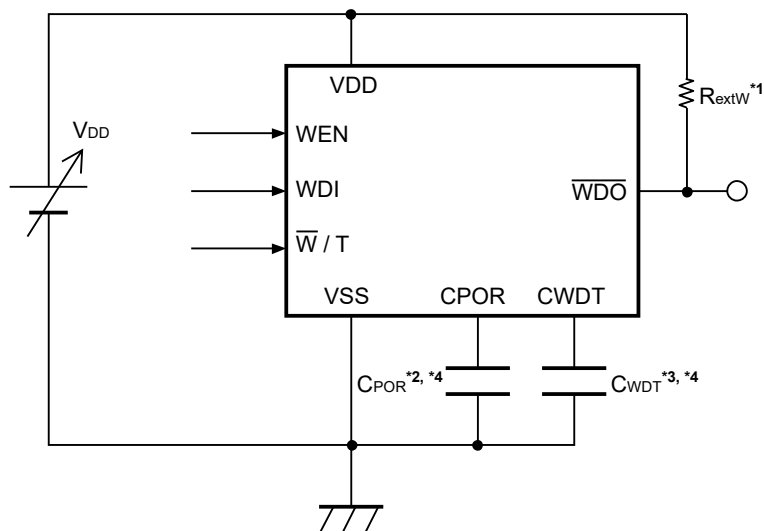 VDD
RextW*1
VDD
WEN
WDI
WDO
W / T
VSS
CPOR
CWDT
CPOR*2, *4
CWDT*3, *4